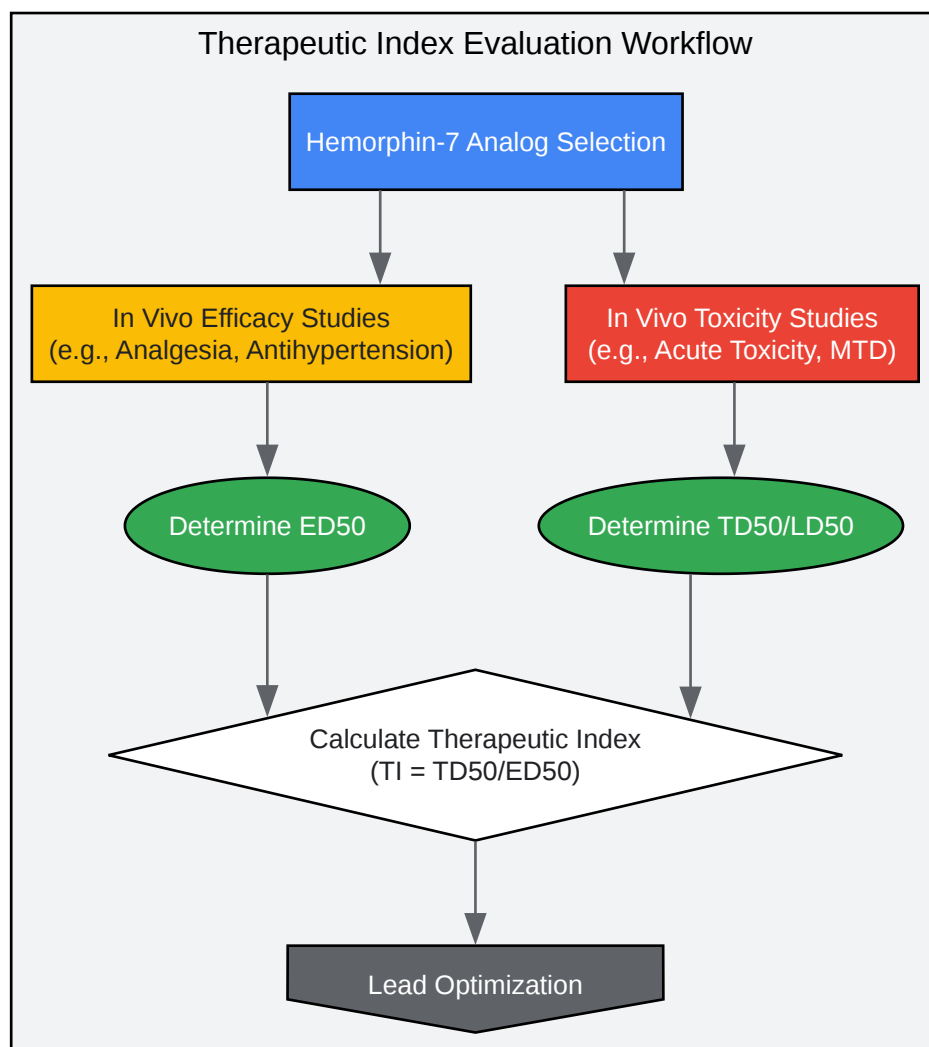 Therapeutic Index Evaluation Workflow
Hemorphin-7 Analog Selection
In Vivo Efficacy Studies
(e.g., Analgesia, Antihypertension)
In Vivo Toxicity Studies
(e.g., Acute Toxicity, MTD)
Determine ED50
Determine TD50/LD50
Calculate Therapeutic Index
(TI = TD50/ED50)
Lead Optimization